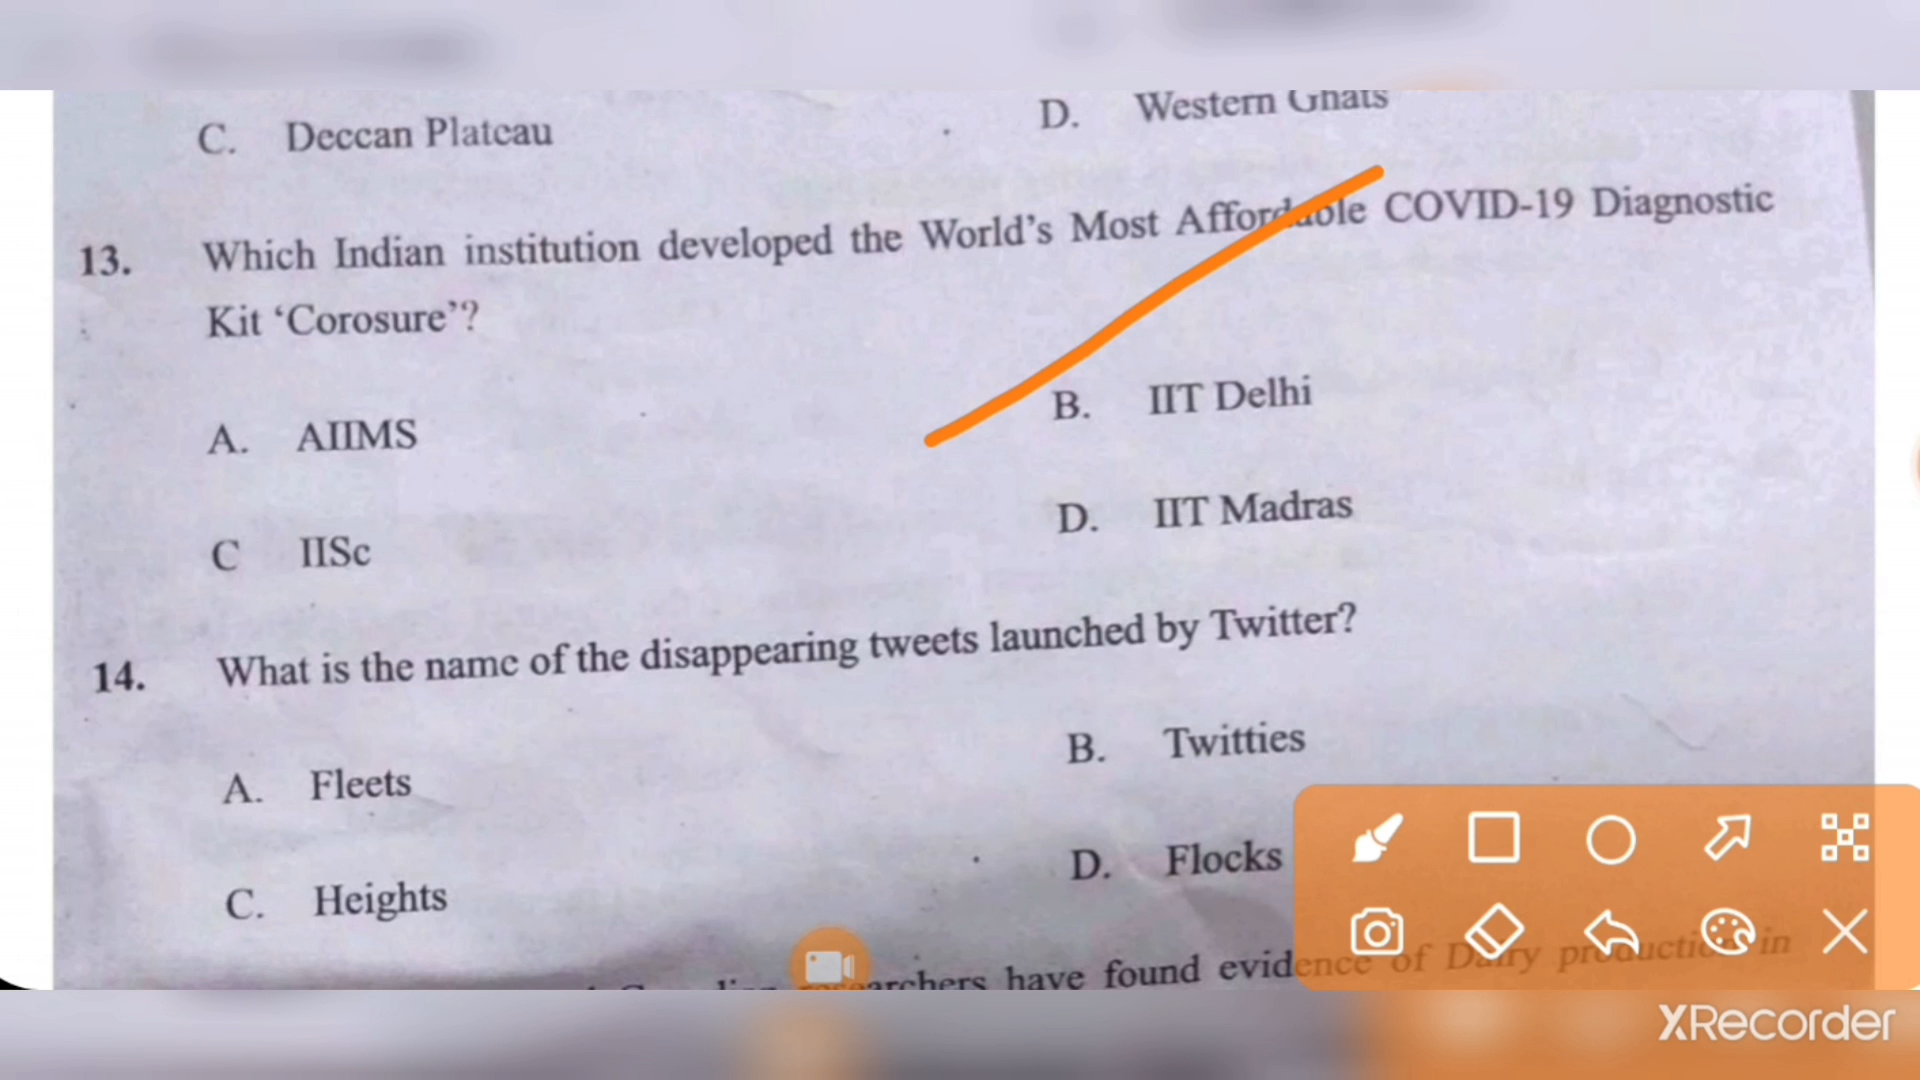 C. Deccan Plateau D. Western Ghats
13. Which Indian institution developed the World's Most Affordable COVID-19 Diagnostic
Kit ‘Corosure’?
A. AIIMS B. IIT Delhi
C IISc D. IIT Madras
14. What is the name of the disappearing tweets launched by Twitter?
A. Fleets B. Twitties
C. Heights D. Flocks
have found evidence of Dairy production in
XRecorder